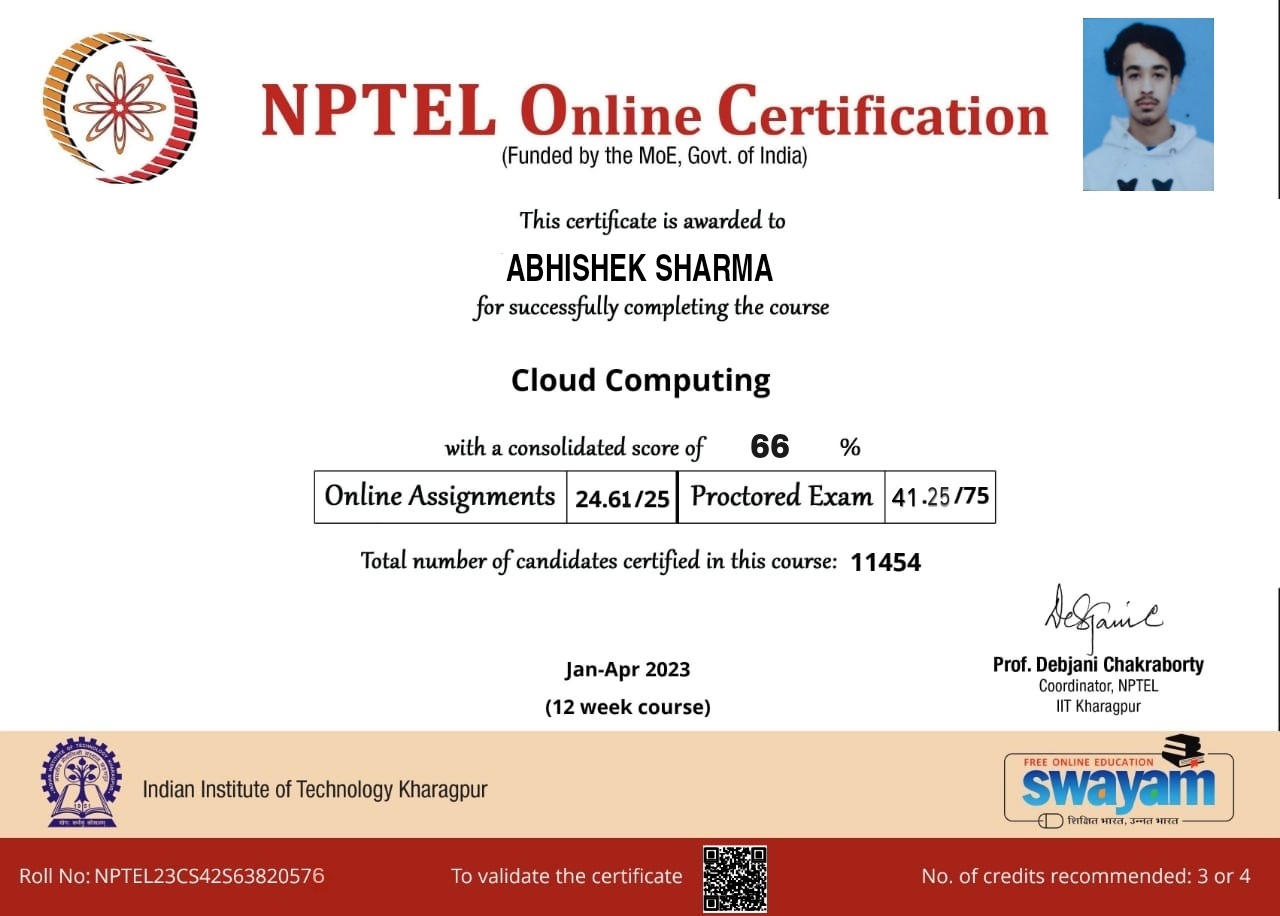 NPTEL Online Certification
(Funded by the MoE, Govt. of India)
This certificate is awarded to
ABHISHEK SHARMA
for successfully completing the course
Cloud Computing
with a consolidated score of 66 %
Online Assignments 24.61/25 Proctored Exam 41.25/75
Total number of candidates certified in this course: 11454
Jan-Apr 2023
(12 week course)
Prof. Debjani Chakraborty
Coordinator, NPTEL
IIT Kharagpur
Indian Institute of Technology Kharagpur
FREE ONLINE EDUCATION
swayam
शिक्षित भारत, उन्नत भारत
Roll No: NPTEL23CS42S63820576
To validate the certificate
No. of credits recommended: 3 or 4